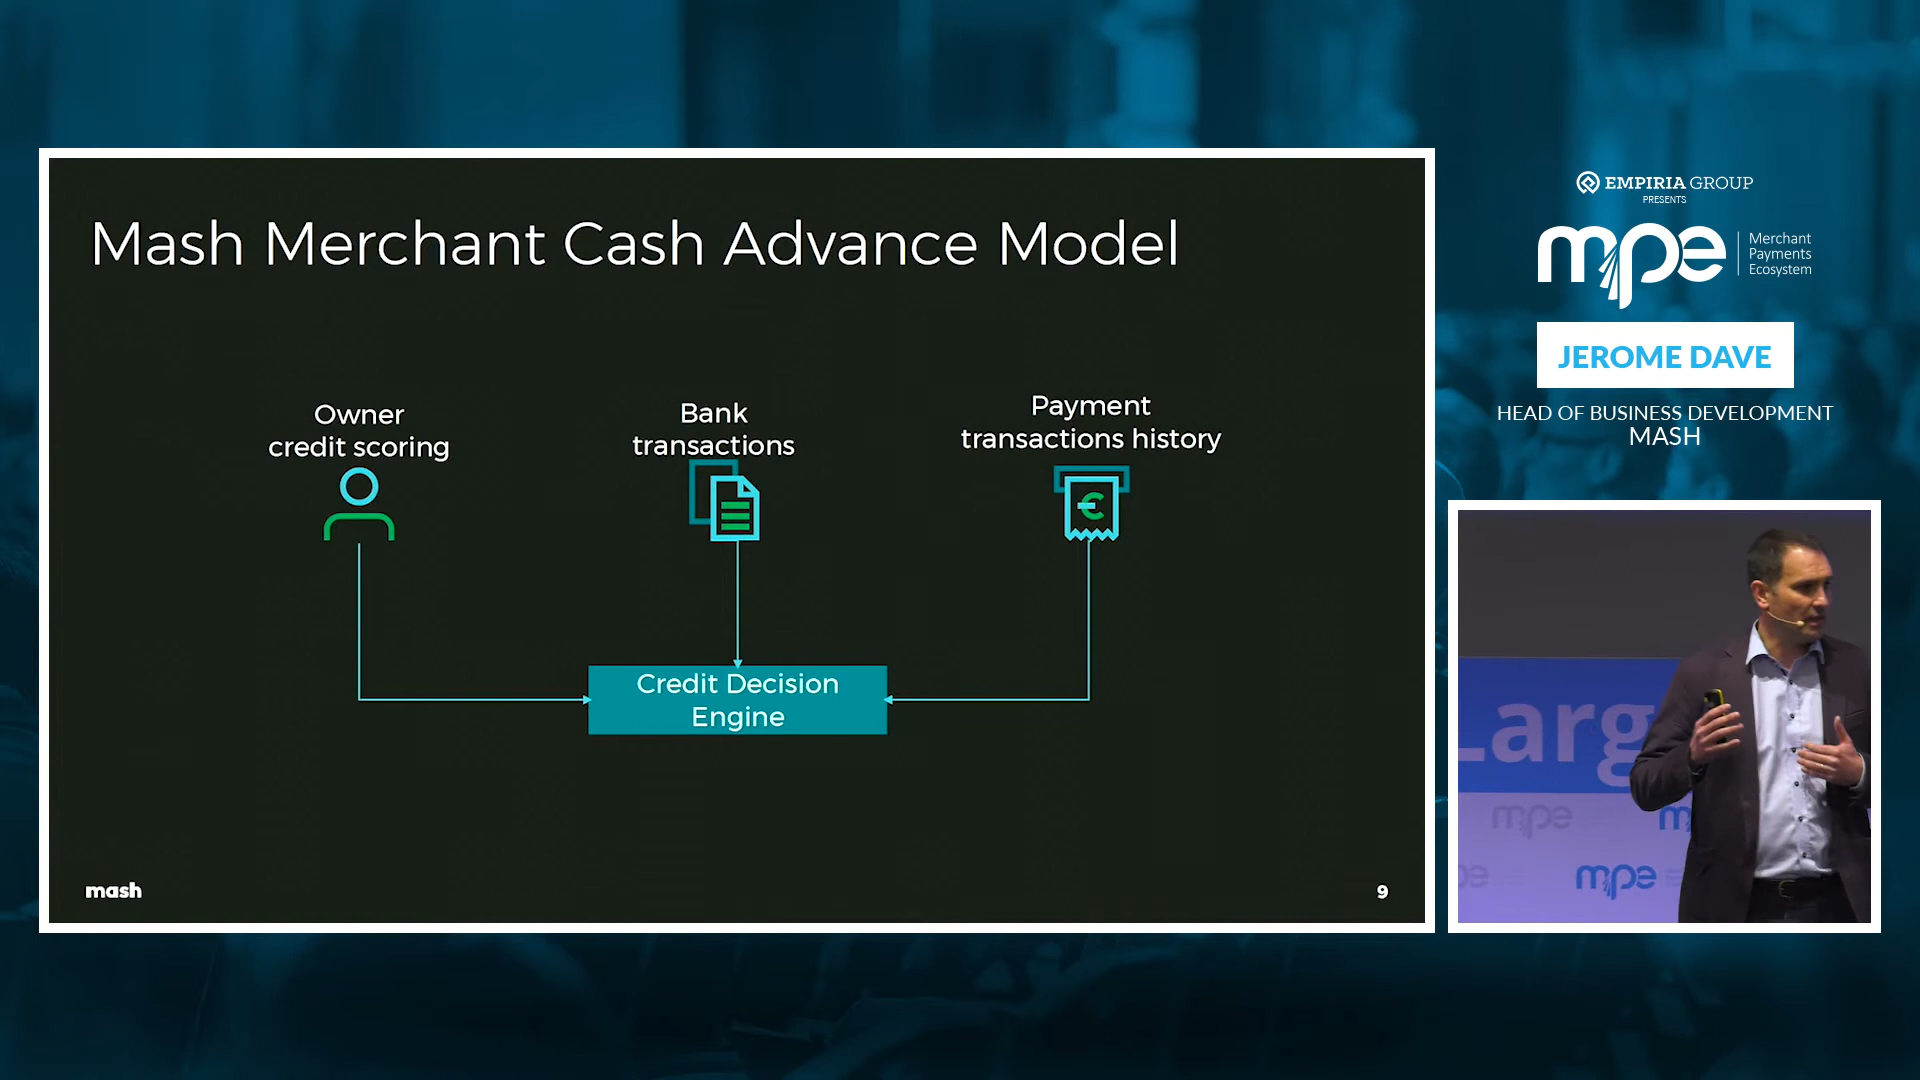 Mash Merchant Cash Advance Model
Owner
credit scoring
Bank
transactions
Payment
transactions history
€
Credit Decision
Engine
mash
9
EMPIRIA GROUP
PRESENTS
mpe
Merchant
Payments
Ecosystem
JEROME DAVE
HEAD OF BUSINESS DEVELOPMENT
MASH
Larg
mpe
m
pe
mpe